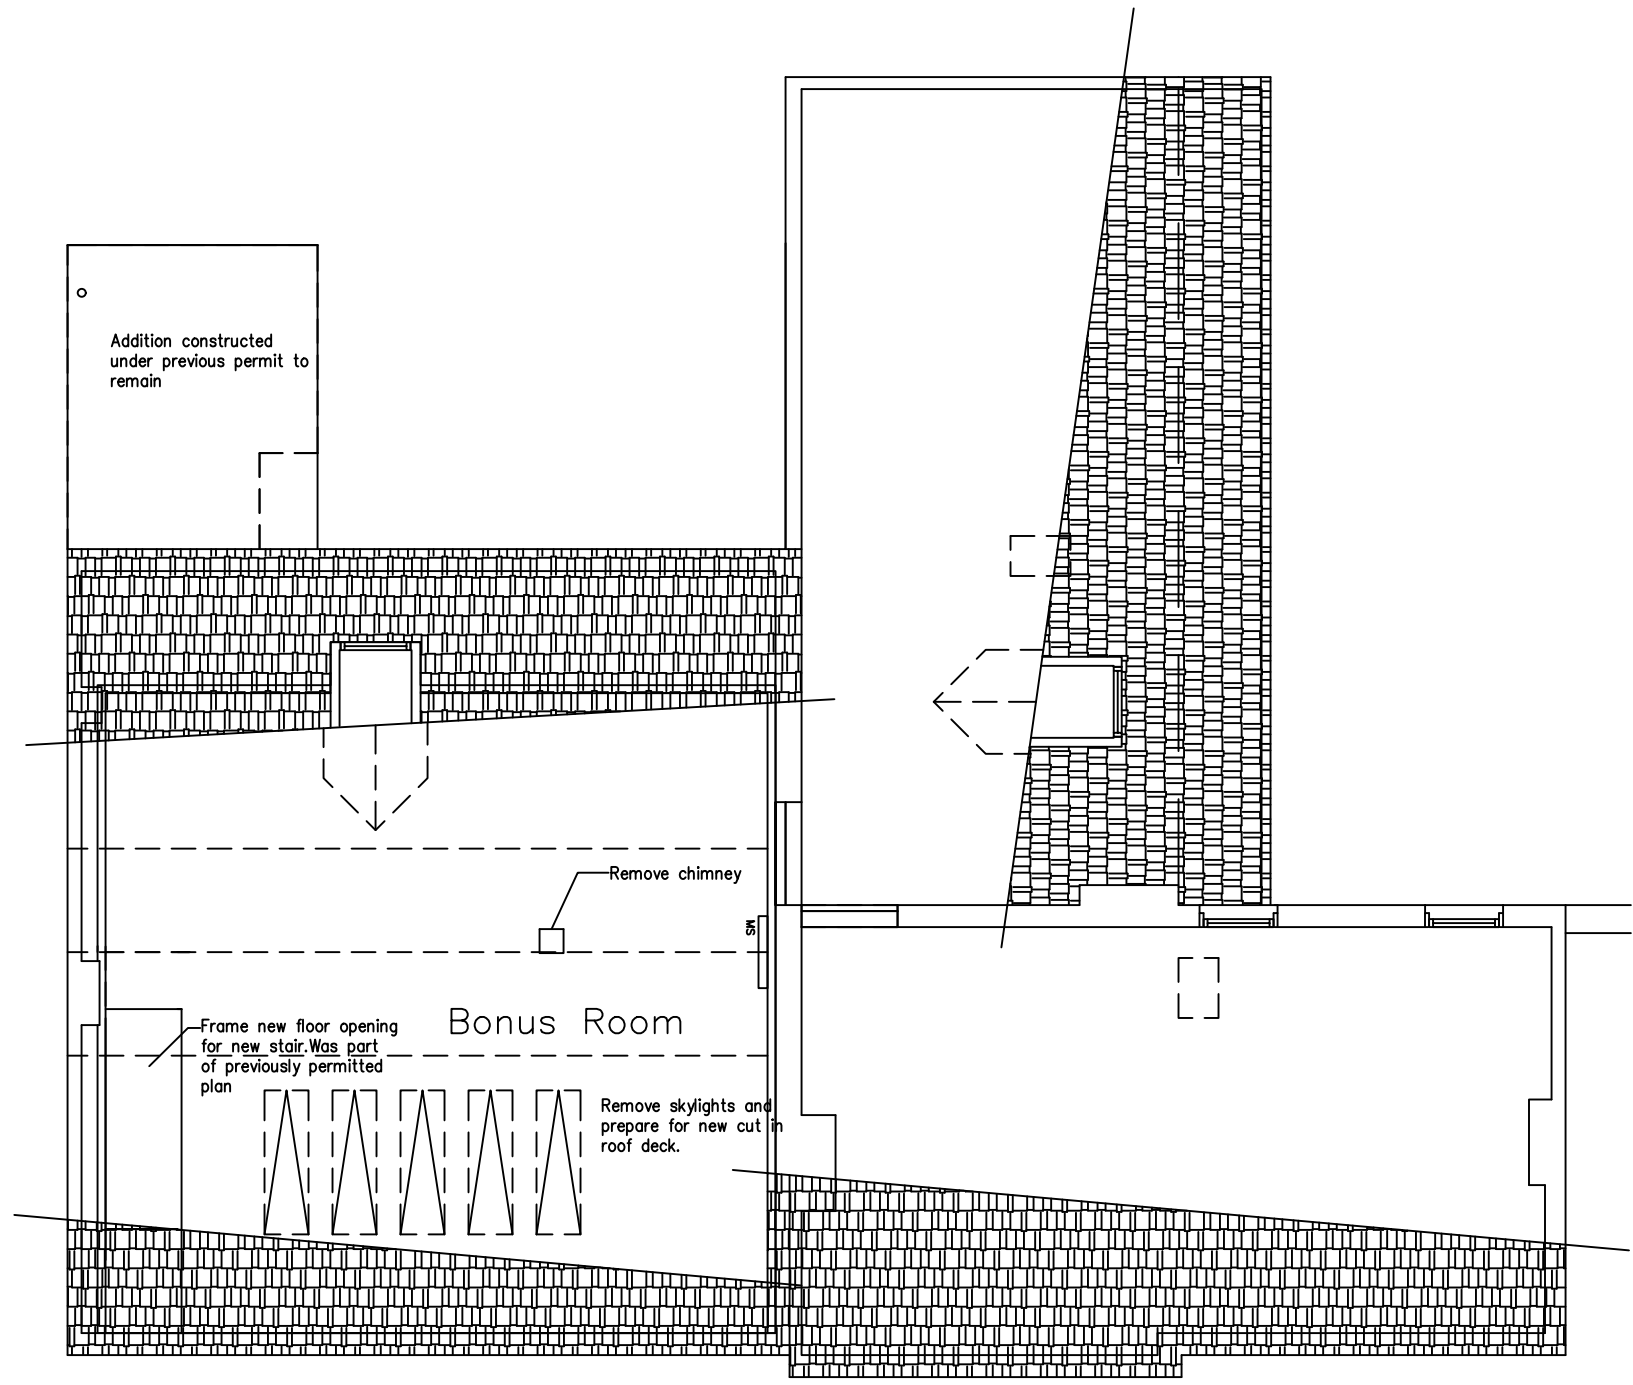 Addition constructed
under previous permit to
remain
Remove chimney
MS
Bonus Room
Frame new floor opening
for new stair.Was part
of previously permitted
plan
Remove skylights and
prepare for new cut in
roof deck.